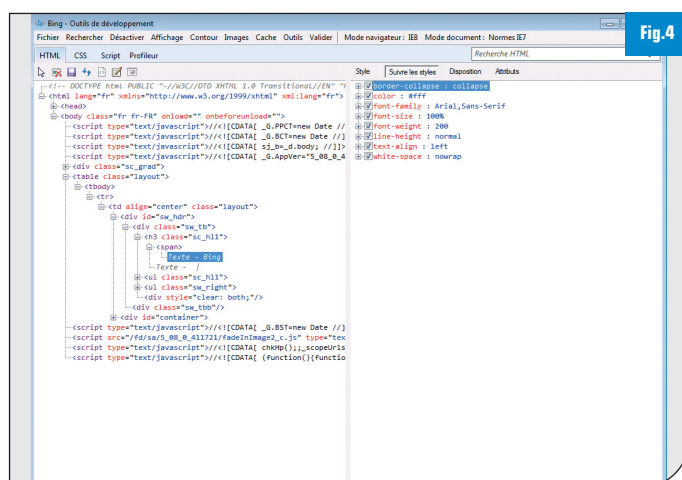 Bing - Outils de développement
Fig.4
Fichier Rechercher Désactiver Affichage Contour Images Cache Outils Valider | Mode navigateur : IE8 Mode document : Normes IE7
HTML CSS Script Profileur
Recherche HTML
Style Suivre les styles Disposition Attributs
<!-- DOCTYPE html PUBLIC "-//W3C//DTD XHTML 1.0 Transitional//EN" "
<html lang="fr" xmlns="http://www.w3.org/1999/xhtml" xml:lang="fr">
<head>
<body class="fr fr-FR" onload="" onbeforeunload="">
<script type="text/javascript">//<![CDATA[ _G.PPCT=new Date //
<script type="text/javascript">//<![CDATA[ _G.BCT=new Date //]
<script type="text/javascript">//<![CDATA[ sj_b=_d.body; //]]>
<script type="text/javascript">//<![CDATA[ _G.AppVer="5_08_0_4
<div class="sc_grad">
<table class="layout">
<tbody>
<tr>
<td align="center" class="layout">
<div id="sw_hdr">
<div class="sw_tb">
<h3 class="sc_hl1">
<span>
Texte - Bing
Texte - |
<ul class="sc_hl1">
<ul class="sw_right">
<div style="clear: both;"/>
<div class="sw_tbb"/>
<div id="container">
<script type="text/javascript">//<![CDATA[ _G.BST=new Date //]
<script src="/fd/sa/5_08_0_411721/fadeInImage2_c.js" type="tex
<script type="text/javascript">//<![CDATA[ chkHp();;_scopeUrls
<script type="text/javascript">//<![CDATA[ (function(){functio
border-collapse : collapse
color : #fff
font-family : Arial,Sans-Serif
font-size : 100%
font-weight : 200
line-height : normal
text-align : left
white-space : nowrap